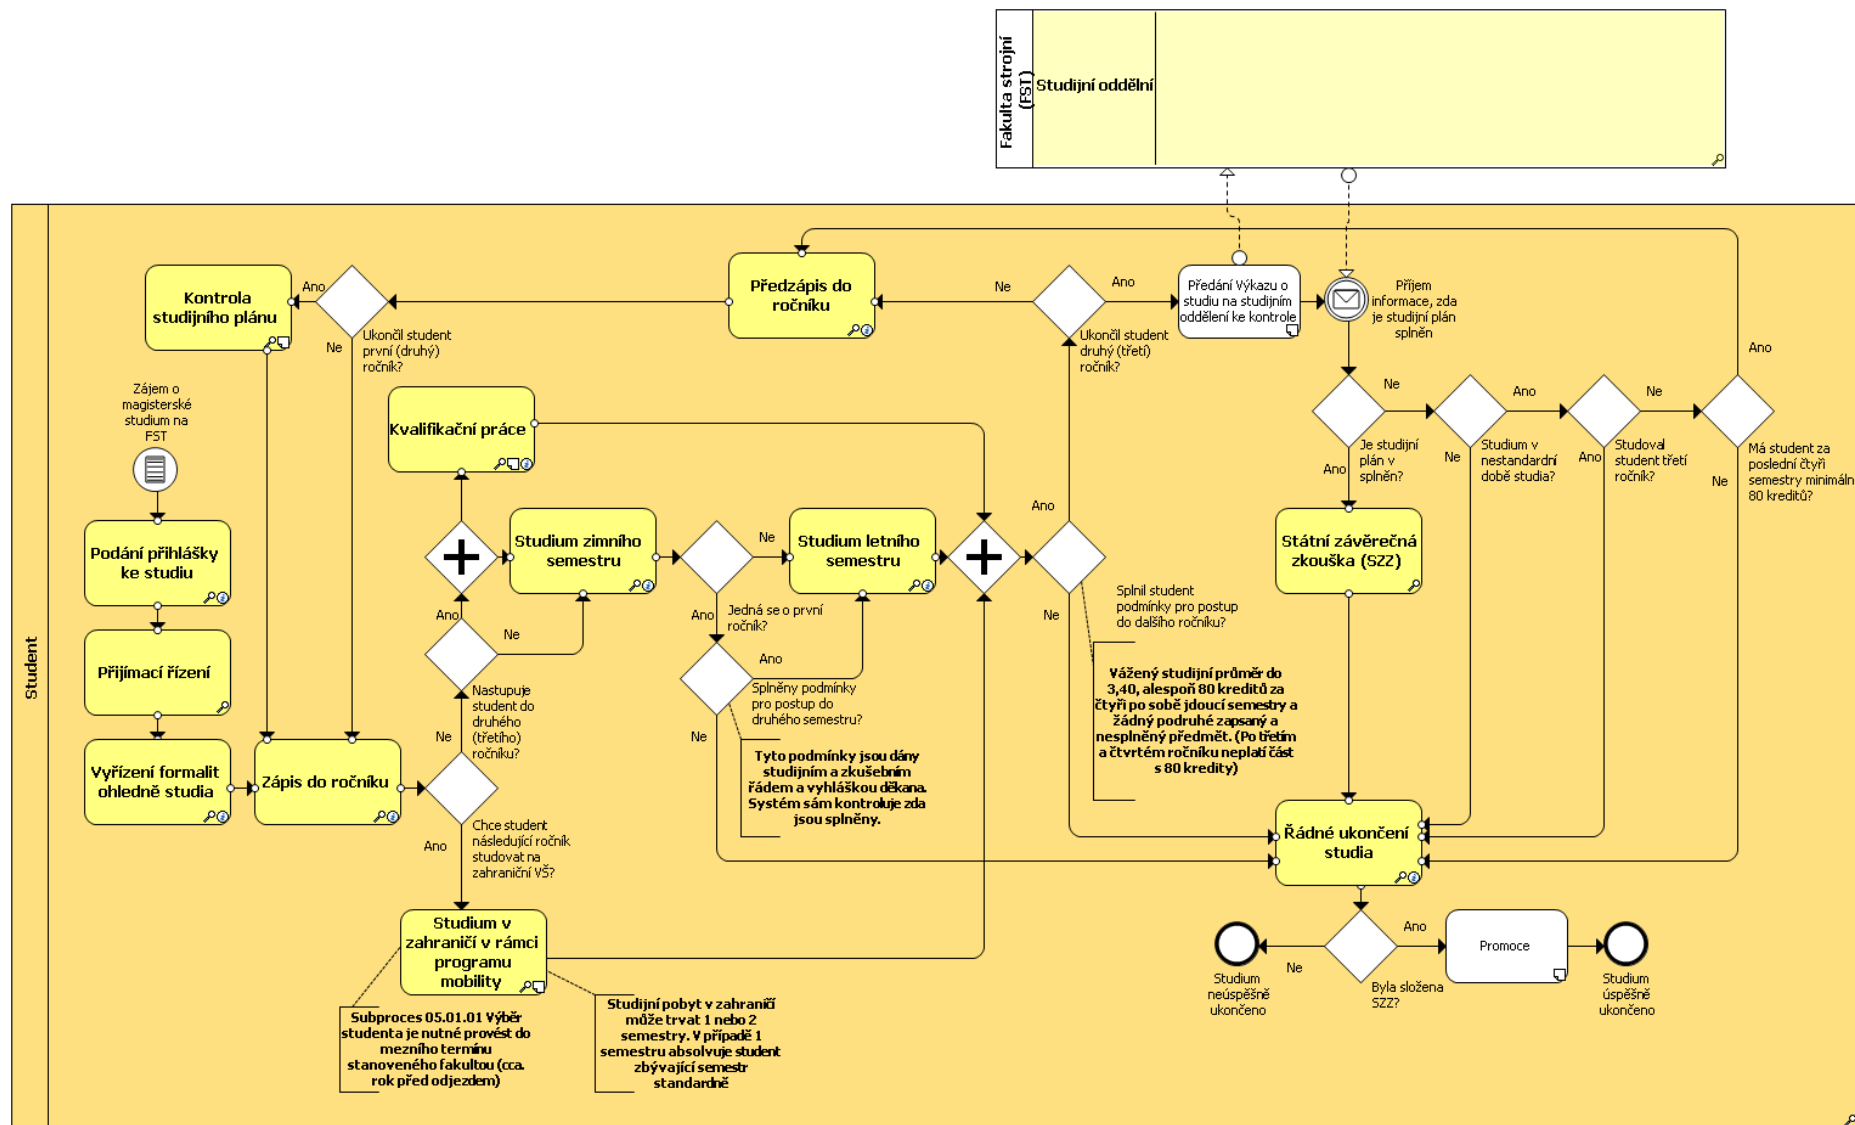 Fakulta strojní
(FST)
Studijní oddělní
Student
Kontrola
studijního plánu
Ano
Ne
Ukončil student
první (druhý)
ročník?
Předzápis do
ročníku
Ne
Ano
Ukončil student
druhý (třetí)
ročník?
Předání Výkazu o
studiu na studijním
oddělení ke kontrole
Příjem
informace, zda
je studijní plán
splněn
Ano
Zájem o
magisterské
studium na
FST
Kvalifikační práce
Ne
Je studijní
plán v
splněn?
Ano
Ano
Studium v
nestandardní
době studia?
Ne
Ne
Studoval
student třetí
ročník?
Ano
Má student za
poslední čtyři
semestry minimáln
80 kreditů?
Ne
Podání přihlášky
ke studiu
Přijímací řízení
Vyřízení formalit
ohledně studia
Zápis do ročníku
Studium zimního
semestru
Ano
Ne
Nastupuje
student do
druhého
(třetího)
ročníku?
Ne
Chce student
následující ročník
studovat na
zahraniční VŠ?
Ano
Ne
Ano
Jedná se o první
ročník?
Studium letního
semestru
Ano
Splněny podmínky
pro postup do
druhého semestru?
Ne
Tyto podmínky jsou dány
studijním a zkušebním
řádem a vyhláškou děkana.
Systém sám kontroluje zda
jsou splněny.
Ano
Ne
Splnil student
podmínky pro postup
do dalšího ročníku?
Vážený studijní průměr do
3,40, alespoň 80 kreditů za
čtyři po sobě jdoucí semestry a
žádný podruhé zapsaný a
nesplněný předmět. (Po třetím
a čtvrtém ročníku neplatí část
s 80 kredity)
Státní závěrečná
zkouška (SZZ)
Řádné ukončení
studia
Studium v
zahraničí v rámci
programu
mobility
Subproces 05.01.01 Výběr
studenta je nutné provést do
mezního termínu
stanoveného fakultou (cca.
rok před odjezdem)
Studijní pobyt v zahraničí
může trvat 1 nebo 2
semestry. V případě 1
semestru absolvuje student
zbývající semestr
standardně
Studium
neúspěšně
ukončeno
Ne
Ano
Byla složena
SZZ?
Promoce
Studium
úspěšně
ukončeno